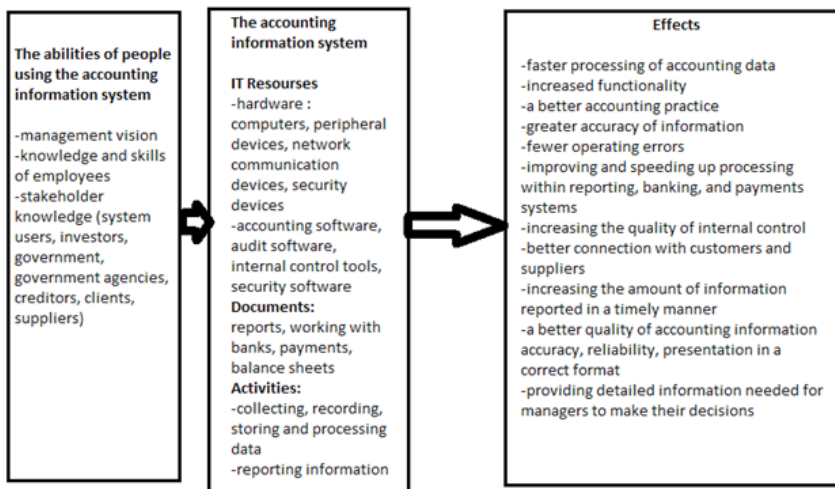 The abilities of people
using the accounting
information system
-management vision
-knowledge and skills
of employees
-stakeholder
knowledge (system
users, investors,
government,
government agencies,
creditors, clients,
suppliers)
The accounting
information system
IT Resourses
-hardware :
computers, peripheral
devices, network
communication
devices, security
devices
-accounting software,
audit software,
internal control tools,
security software
Documents:
reports, working with
banks, payments,
balance sheets
Activities:
-collecting, recording,
storing and processing
data
-reporting information
Effects
-faster processing of accounting data
-increased functionality
-a better accounting practice
-greater accuracy of information
-fewer operating errors
-improving and speeding up processing
within reporting, banking, and payments
systems
-increasing the quality of internal control
-better connection with customers and
suppliers
-increasing the amount of information
reported in a timely manner
-a better quality of accounting information
accuracy, reliability, presentation in a
correct format
-providing detailed information needed for
managers to make their decisions